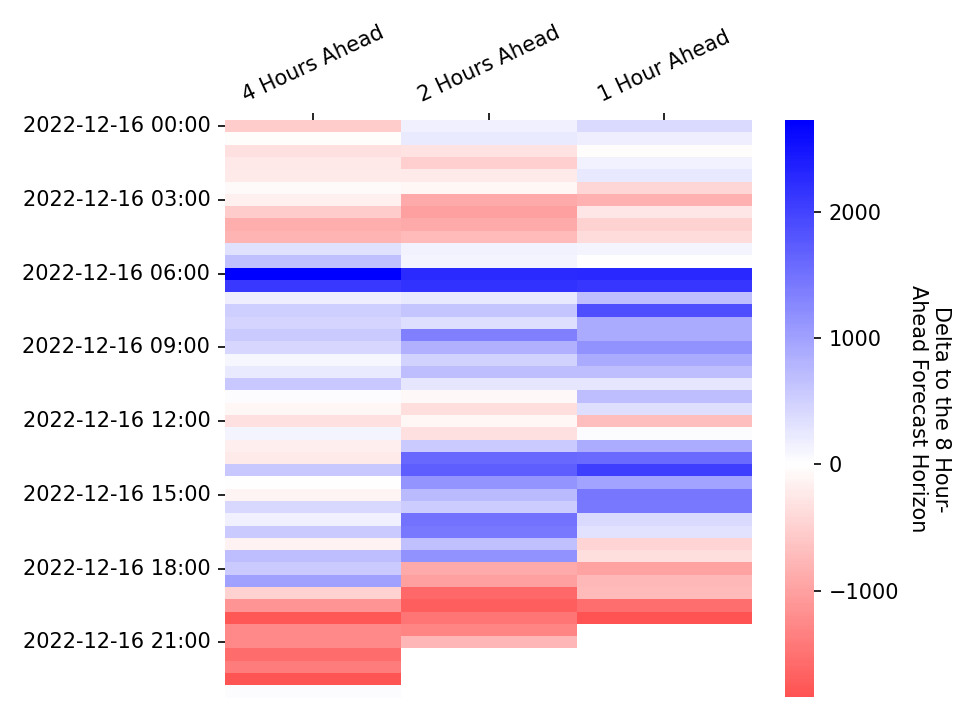 4 Hours Ahead
2 Hours Ahead
1 Hour Ahead
2022-12-16 00:00
2022-12-16 03:00
2022-12-16 06:00
2022-12-16 09:00
2022-12-16 12:00
2022-12-16 15:00
2022-12-16 18:00
2022-12-16 21:00
2000
1000
0
−1000
Delta to the 8 Hour-
Ahead Forecast Horizon